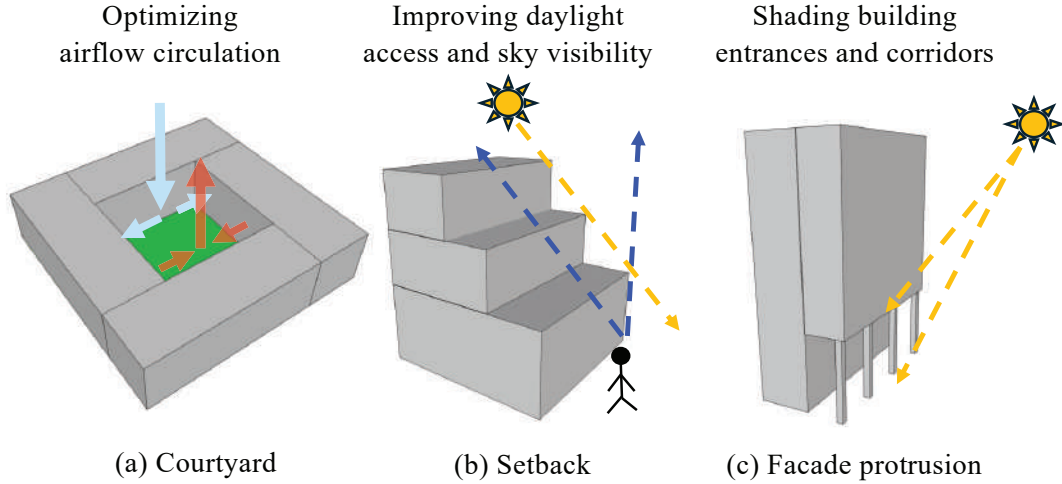 Optimizing
airflow circulation
Improving daylight
access and sky visibility
Shading building
entrances and corridors
(a) Courtyard
(b) Setback
(c) Facade protrusion